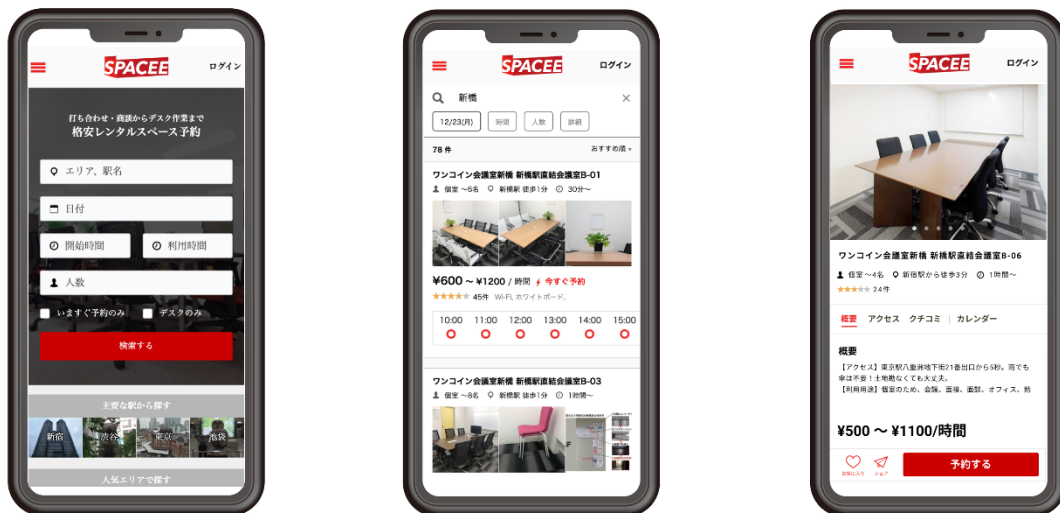 SPACEE
ログイン
打ち合わせ・商談からデスク作業まで
格安レンタルスペース予約
エリア、駅名
日付
開始時間
利用時間
人数
いますぐ予約のみ
デスクのみ
検索する
主要な駅から探す
新宿
渋谷
東京
池袋
人気エリアで探す
SPACEE
ログイン
新橋
12/23(月)
時間
人数
詳細
78 件
おすすめ順
ワンコイン会議室新橋 新橋駅直結会議室B-01
個室 〜6名 新橋駅 徒歩1分 30分〜
¥600 〜 ¥1200 / 時間 今すぐ予約
45件 Wi-Fi, ホワイトボード,
10:00 11:00 12:00 13:00 14:00 15:00
ワンコイン会議室新橋 新橋駅直結会議室B-03
個室 〜8名 新橋駅 徒歩1分 1時間〜
SPACEE
ログイン
ワンコイン会議室新橋 新橋駅直結会議室B-06
個室〜4名 新宿駅から徒歩3分 1時間〜
24件
概要 アクセス クチコミ カレンダー
概要
【アクセス】東京駅八重洲地下街21番出口から5秒。雨でも
傘は不要！土地勘なくても大丈夫。
【利用用途】個室のため、会議、面接、面談、オフィス、勉
¥500 〜 ¥1100/時間
お気に入り
シェア
予約する